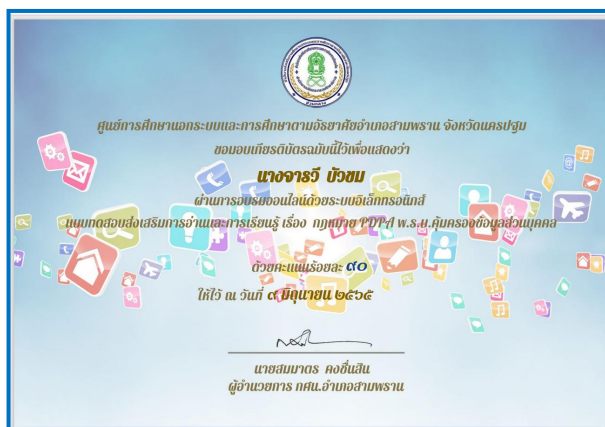 ศูนย์การศึกษานอกระบบและการศึกษาตามอัธยาศัยอำเภอสามพราน จังหวัดนครปฐม
ขอมอบเกียรติบัตรฉบับนี้ไว้เพื่อแสดงว่า
นางจารวี บัวขม
ผ่านการอบรมออนไลน์ด้วยระบบอิเล็กทรอนิกส์
แบบทดสอบส่งเสริมการอ่านและการเรียนรู้ เรื่อง กฎหมาย PDPA พ.ร.บ.คุ้มครองข้อมูลส่วนบุคคล
ด้วยคะแนนร้อยละ ๙๐
ให้ไว้ ณ วันที่ ๙ มิถุนายน ๒๕๖๕
นายสมมาตร คงชื่นสิน
ผู้อำนวยการ กศน.อำเภอสามพราน